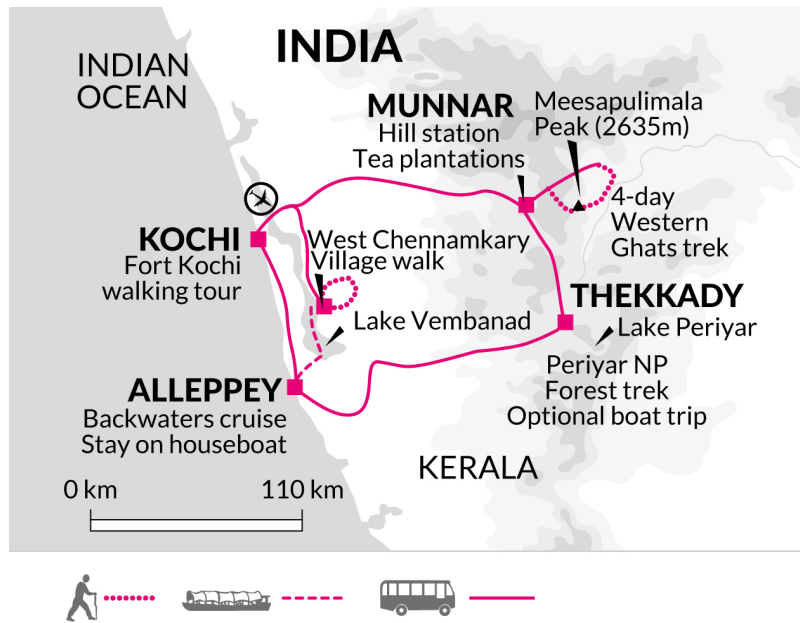 INDIA
INDIAN
OCEAN
MUNNAR
Hill station
Tea plantations
Meesapulimala
Peak (2635m)
4-day
Western
Ghats trek
KOCHI
Fort Kochi
walking tour
West Chennamkary
Village walk
THEKKADY
Lake Vembanad
Lake Periyar
Periyar NP
Forest trek
Optional boat trip
ALLEPPEY
Backwaters cruise
Stay on houseboat
KERALA
0 km
110 km